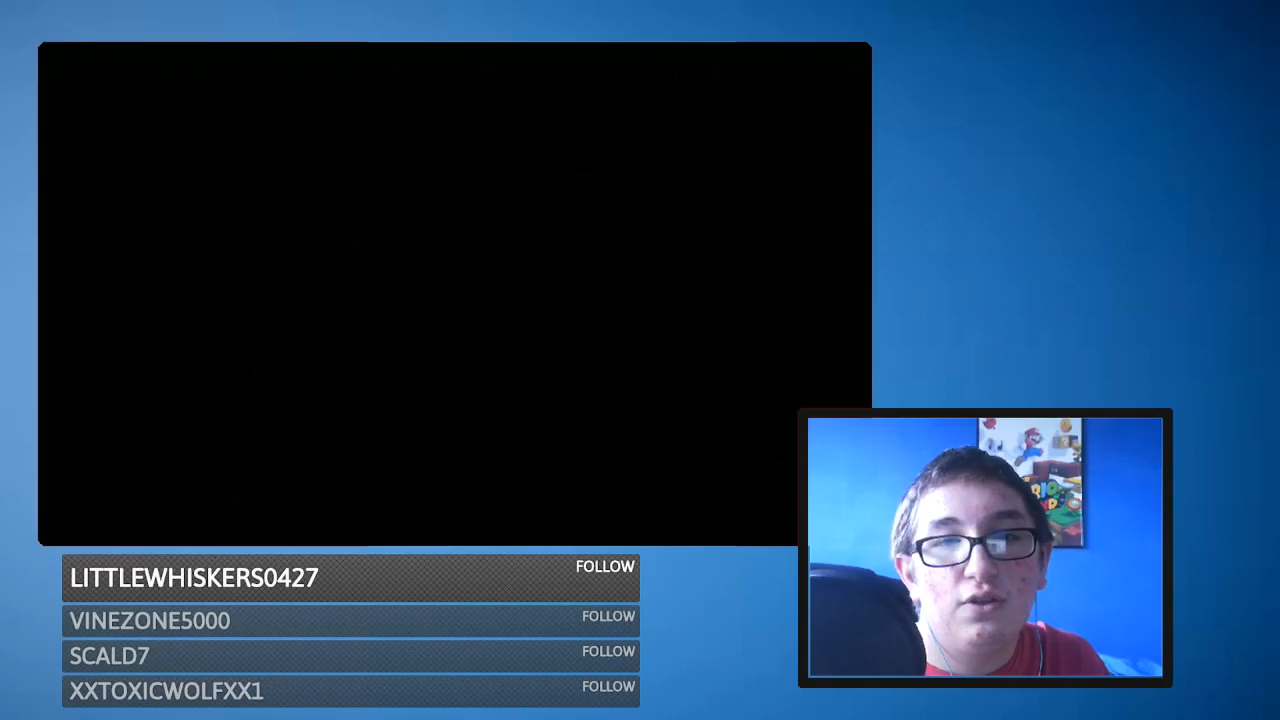 LITTLEWHISKERS0427 FOLLOW
VINEZONE5000 FOLLOW
SCALD7 FOLLOW
XXTOXICWOLFXX1 FOLLOW